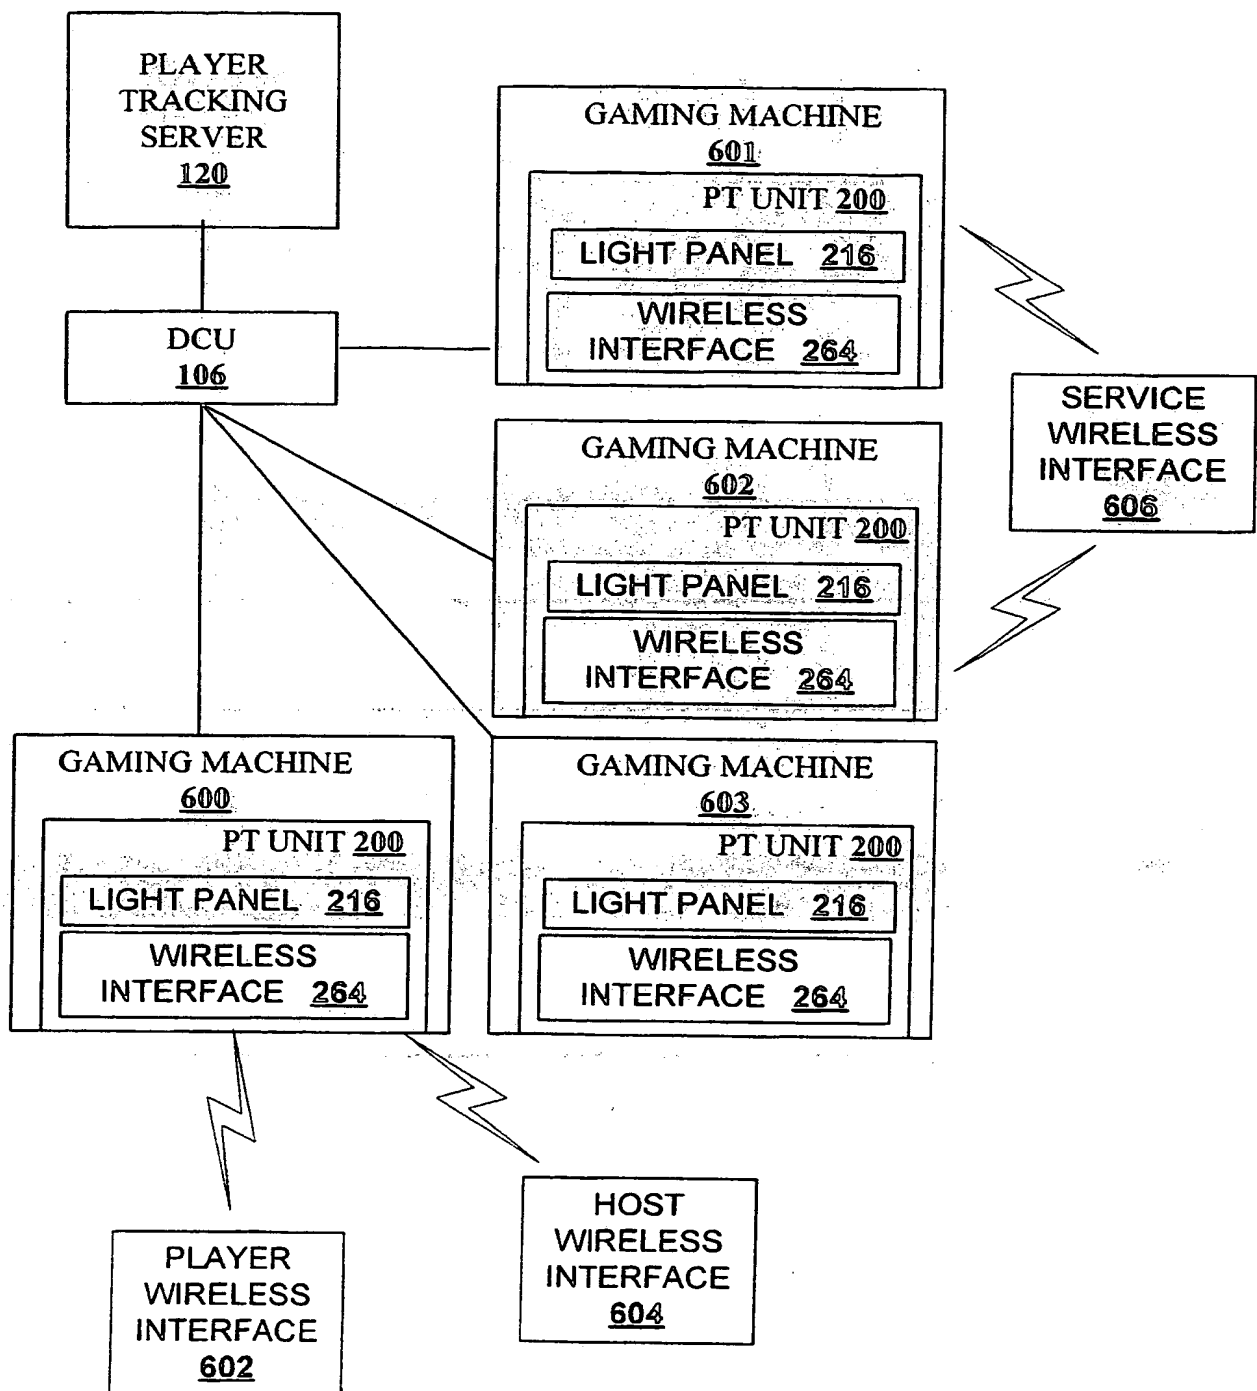 PLAYER
TRACKING
SERVER
120
DCU
106
GAMING MACHINE
601
PT UNIT 200
LIGHT PANEL 216
WIRELESS
INTERFACE 264
GAMING MACHINE
602
PT UNIT 200
LIGHT PANEL 216
WIRELESS
INTERFACE 264
SERVICE
WIRELESS
INTERFACE
606
GAMING MACHINE
600
PT UNIT 200
LIGHT PANEL 216
WIRELESS
INTERFACE 264
GAMING MACHINE
603
PT UNIT 200
LIGHT PANEL 216
WIRELESS
INTERFACE 264
PLAYER
WIRELESS
INTERFACE
602
HOST
WIRELESS
INTERFACE
604